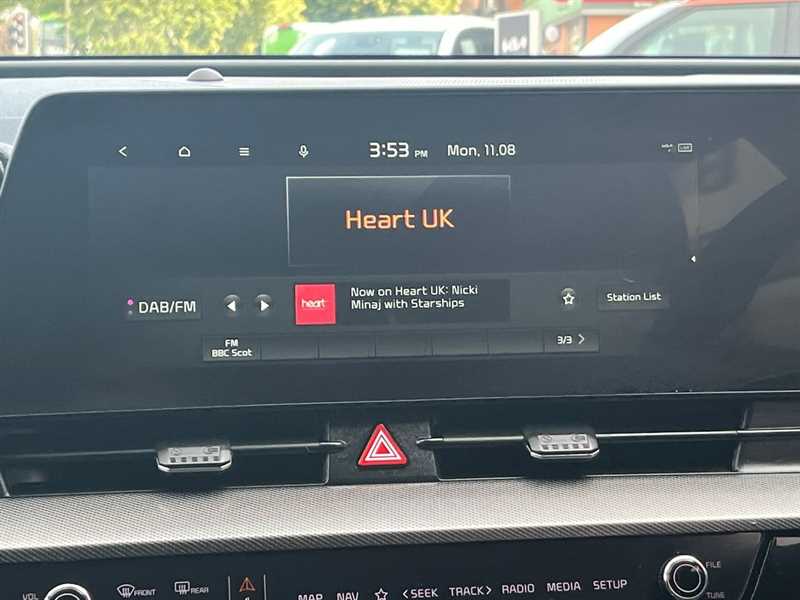 3:53 PM Mon, 11.08
Heart UK
DAB/FM
heart
Now on Heart UK: Nicki
Minaj with Starships
Station List
FM
BBC Scot
3/3
VOL
FRONT
REAR
MAP
NAV
SEEK
TRACK
RADIO
MEDIA
SETUP
FILE
TUNE